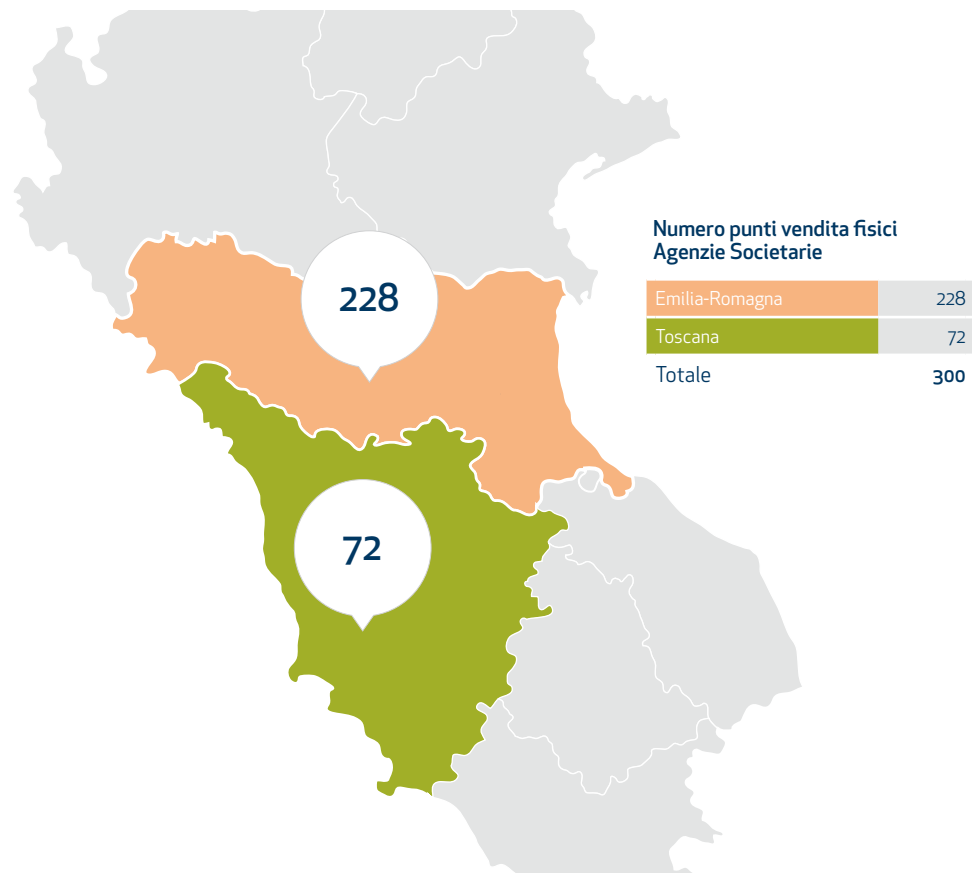 228
72
Numero punti vendita fisici
Agenzie Societarie
Emilia-Romagna 228
Toscana 72
Totale 300